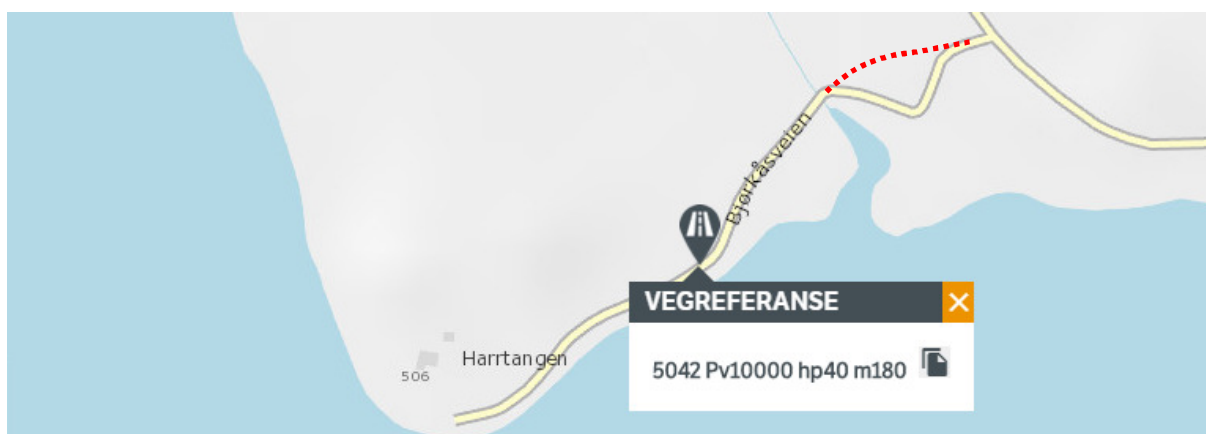 Bjørkåsveien
VEGREFERANSE
5042 Pv10000 hp40 m180
Harrtangen
506